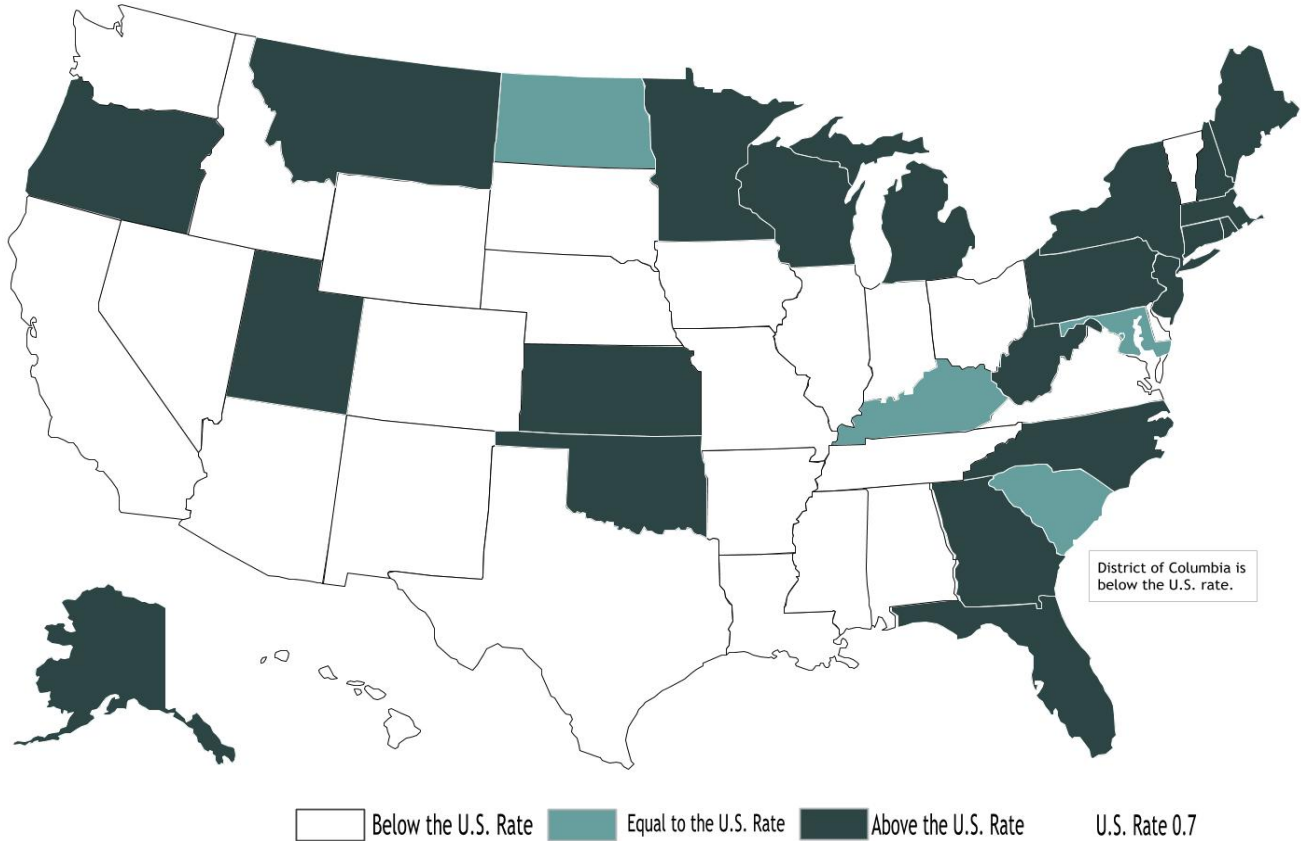 District of Columbia is
below the U.S. rate.
Below the U.S. Rate
Equal to the U.S. Rate
Above the U.S. Rate
U.S. Rate 0.7